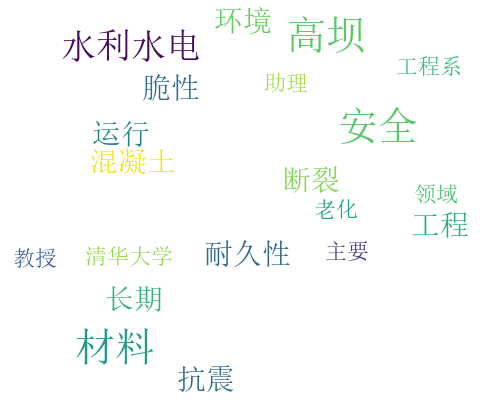 环境
高坝
水利水电
工程系
脆性
助理
安全
运行
混凝土
断裂
领域
老化
工程
教授
清华大学
耐久性
主要
长期
材料
抗震